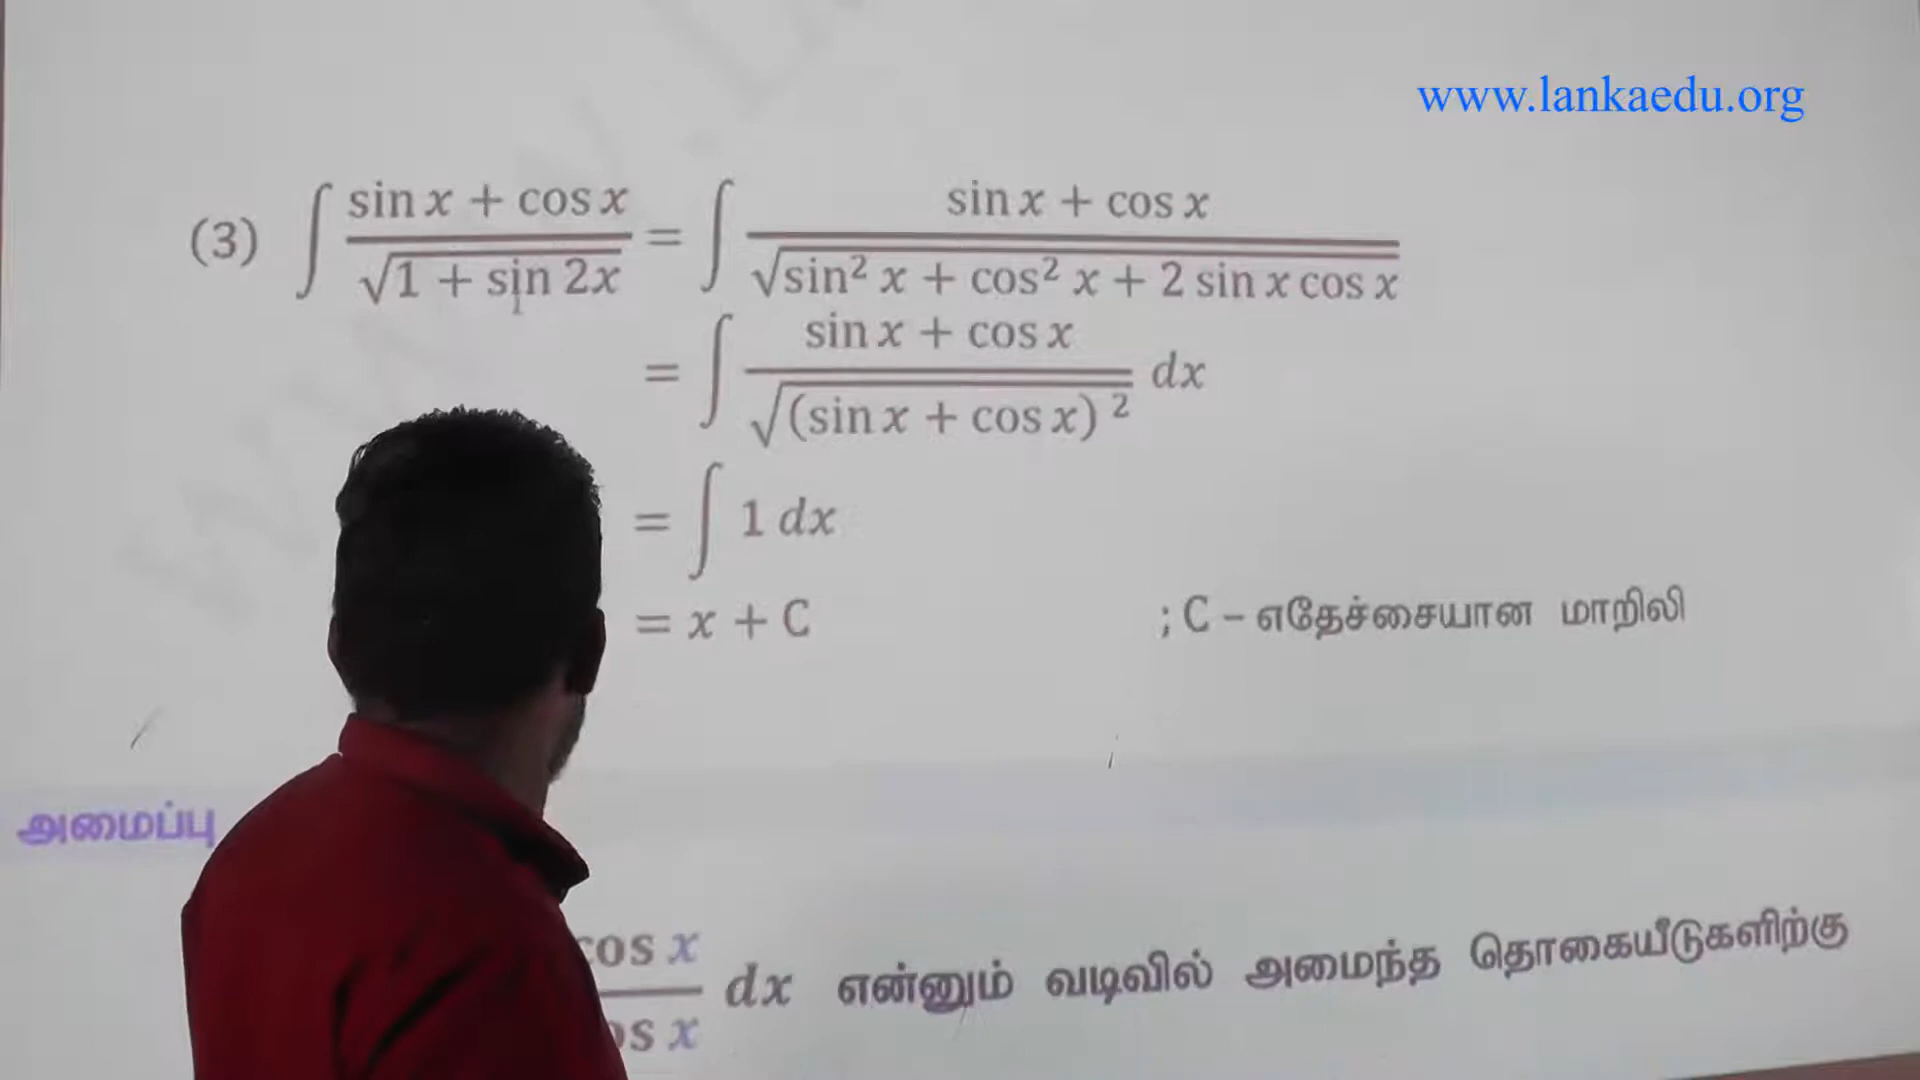 www.lankaedu.org
(3) ∫ (sin x + cos x)/√(1 + sin 2x) = ∫ (sin x + cos x)/√(sin² x + cos² x + 2 sin x cos x)
= ∫ (sin x + cos x)/√((sin x + cos x)²) dx
= ∫ 1 dx
= x + C ; C – எதேச்சையான மாறிலி
அமைப்பு
cos x / os x dx என்னும் வடிவில் அமைந்த தொகையீடுகளிற்கு